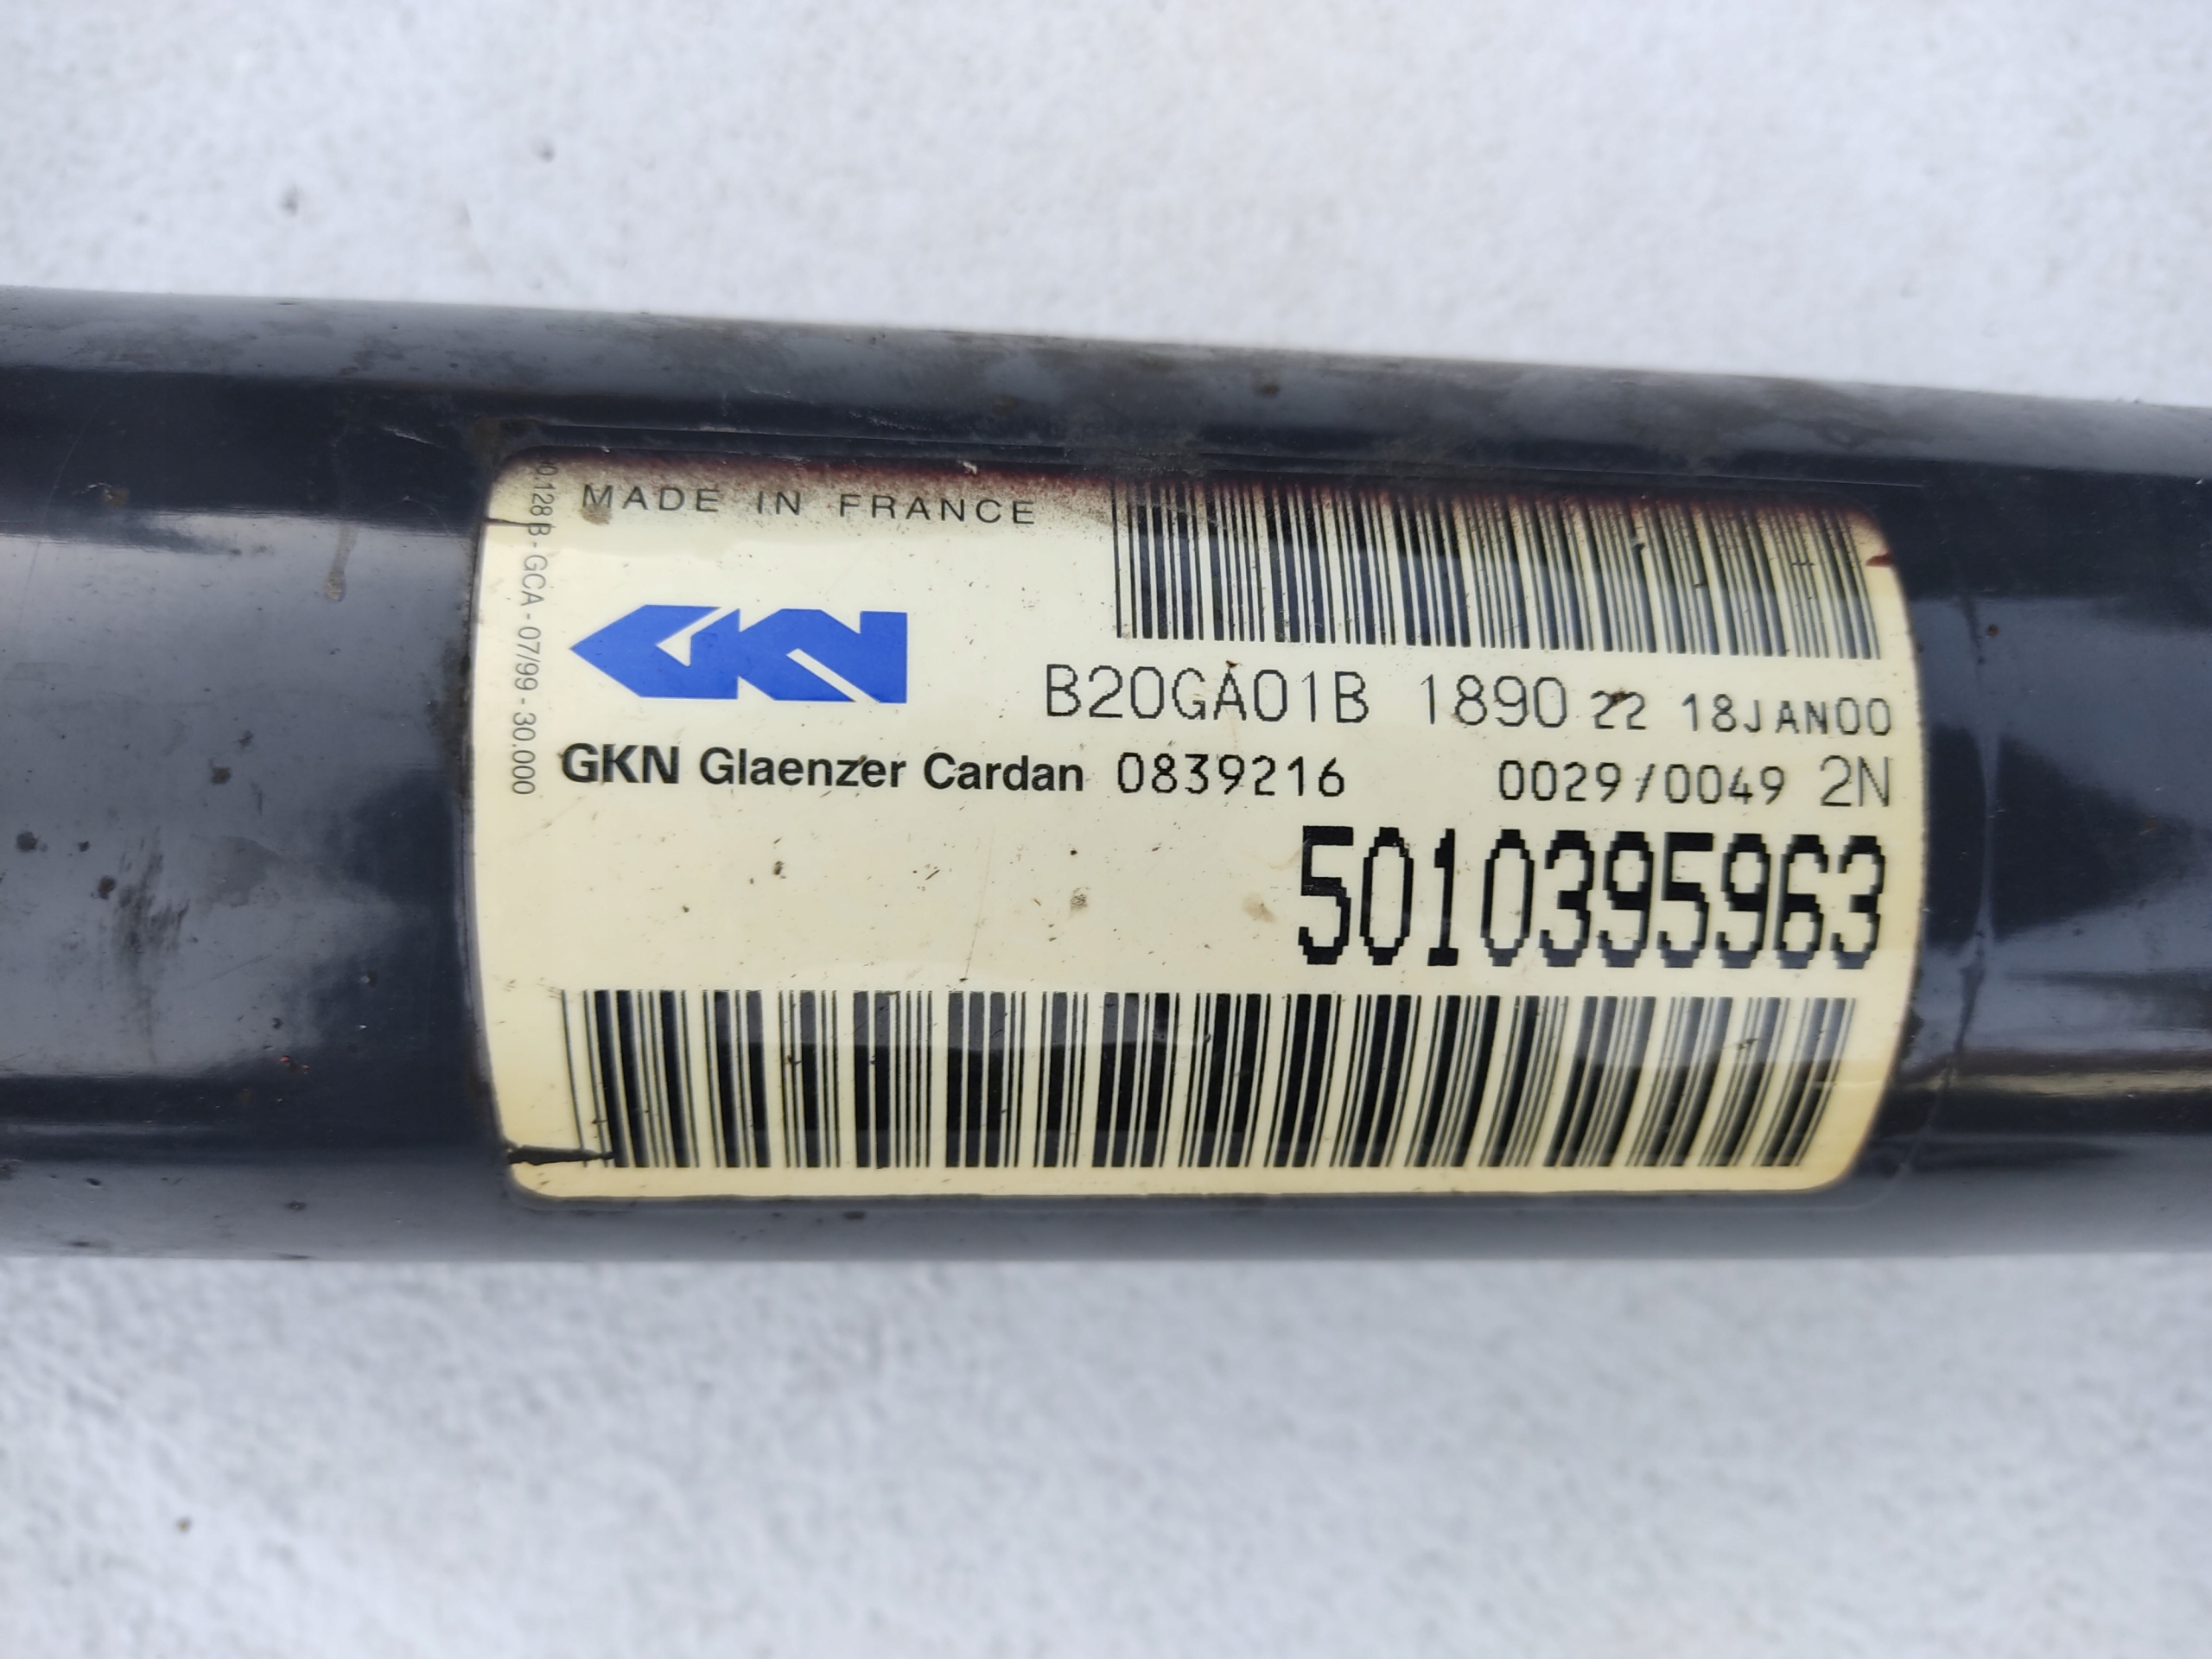 MADE IN FRANCE
GKN
B20GA01B 1890 22 18JAN00
GKN Glaenzer Cardan 0839216 0029/0049 2N
5010395963
0.128B-GCA - 07/99 - 30.000